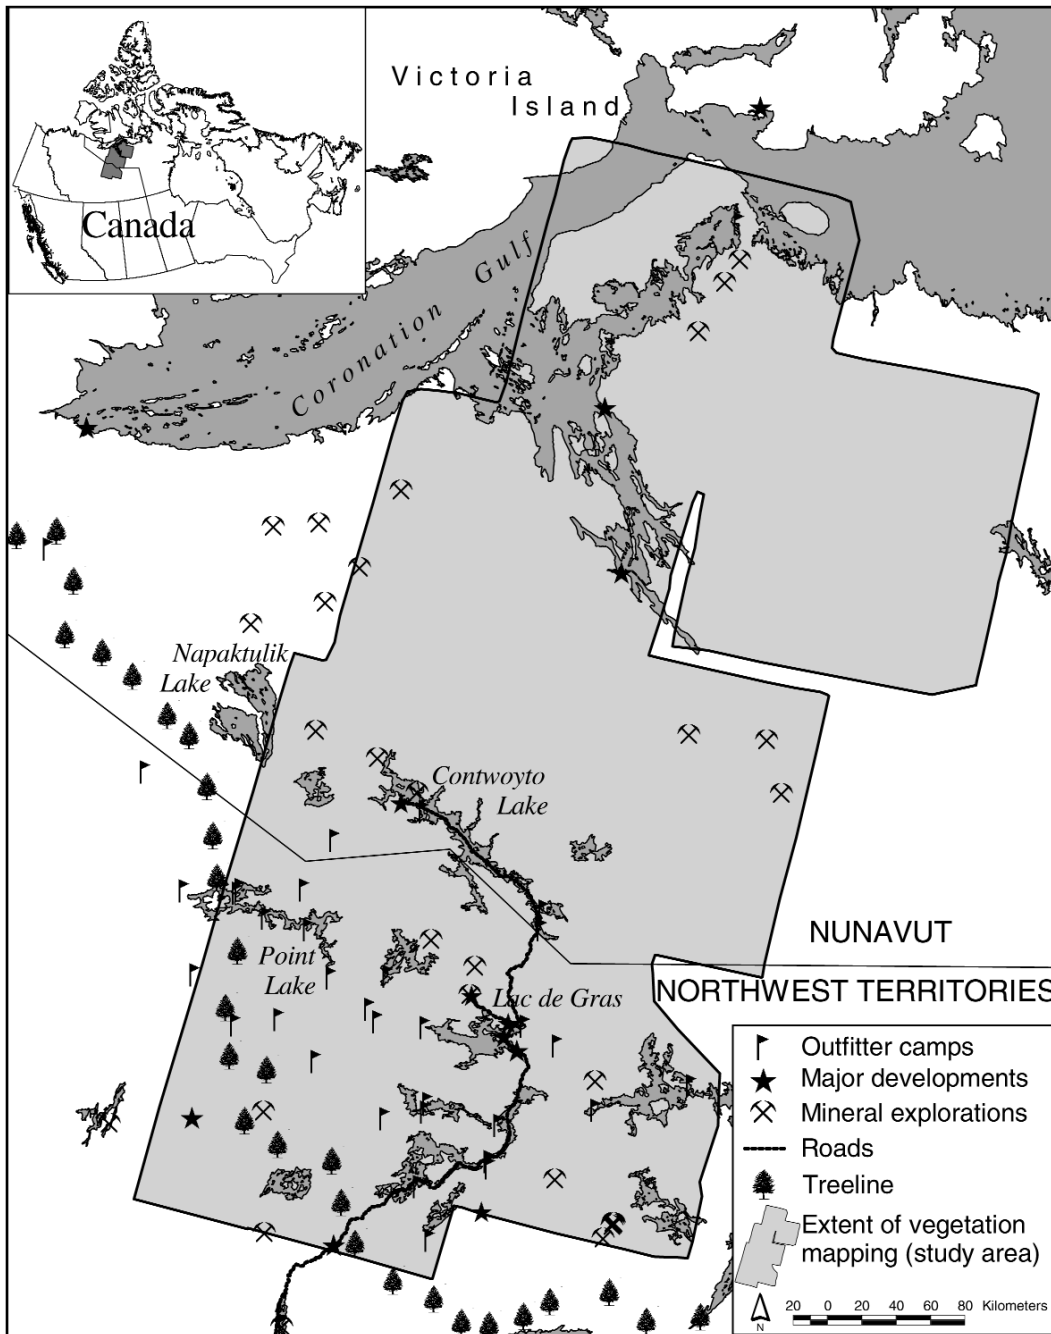 Canada
Victoria
Island
Coronation Gulf
Napaktulik
Lake
Contwoyto
Lake
Point
Lake
Lac de Gras
NUNAVUT
NORTHWEST TERRITORIES
Outfitter camps
Major developments
Mineral explorations
Roads
Treeline
Extent of vegetation
mapping (study area)
N
20 0 20 40 60 80 Kilometers